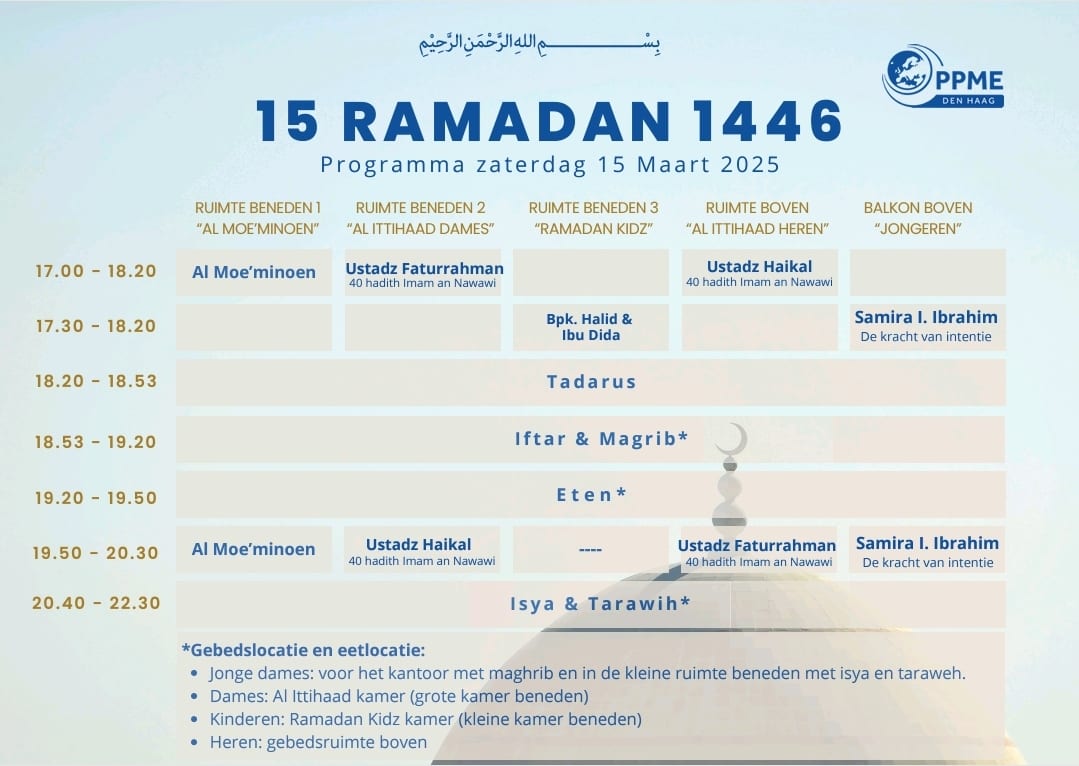 بِسْمِ اللهِ الرَّحْمَنِ الرَّحِيْمِ
PPME
DEN HAAG
15 RAMADAN 1446
Programma zaterdag 15 Maart 2025
RUIMTE BENEDEN 1 RUIMTE BENEDEN 2 RUIMTE BENEDEN 3 RUIMTE BOVEN BALKON BOVEN
“AL MOE’MINOEN” “AL ITTIHAAD DAMES” “RAMADAN KIDZ” “AL ITTIHAAD HEREN” “JONGEREN”
17.00 - 18.20 Al Moe’minoen Ustadz Faturrahman Ustadz Haikal
40 hadith Imam an Nawawi 40 hadith Imam an Nawawi
17.30 - 18.20 Bpk. Halid & Samira I. Ibrahim
Ibu Dida De kracht van intentie
18.20 - 18.53 Tadarus
18.53 - 19.20 Iftar & Magrib*
19.20 - 19.50 Eten*
19.50 - 20.30 Al Moe’minoen Ustadz Haikal ---- Ustadz Faturrahman Samira I. Ibrahim
40 hadith Imam an Nawawi 40 hadith Imam an Nawawi De kracht van intentie
20.40 - 22.30 Isya & Tarawih*
*Gebedslocatie en eetlocatie:
• Jonge dames: voor het kantoor met maghrib en in de kleine ruimte beneden met isya en taraweh.
• Dames: Al Ittihaad kamer (grote kamer beneden)
• Kinderen: Ramadan Kidz kamer (kleine kamer beneden)
• Heren: gebedsruimte boven